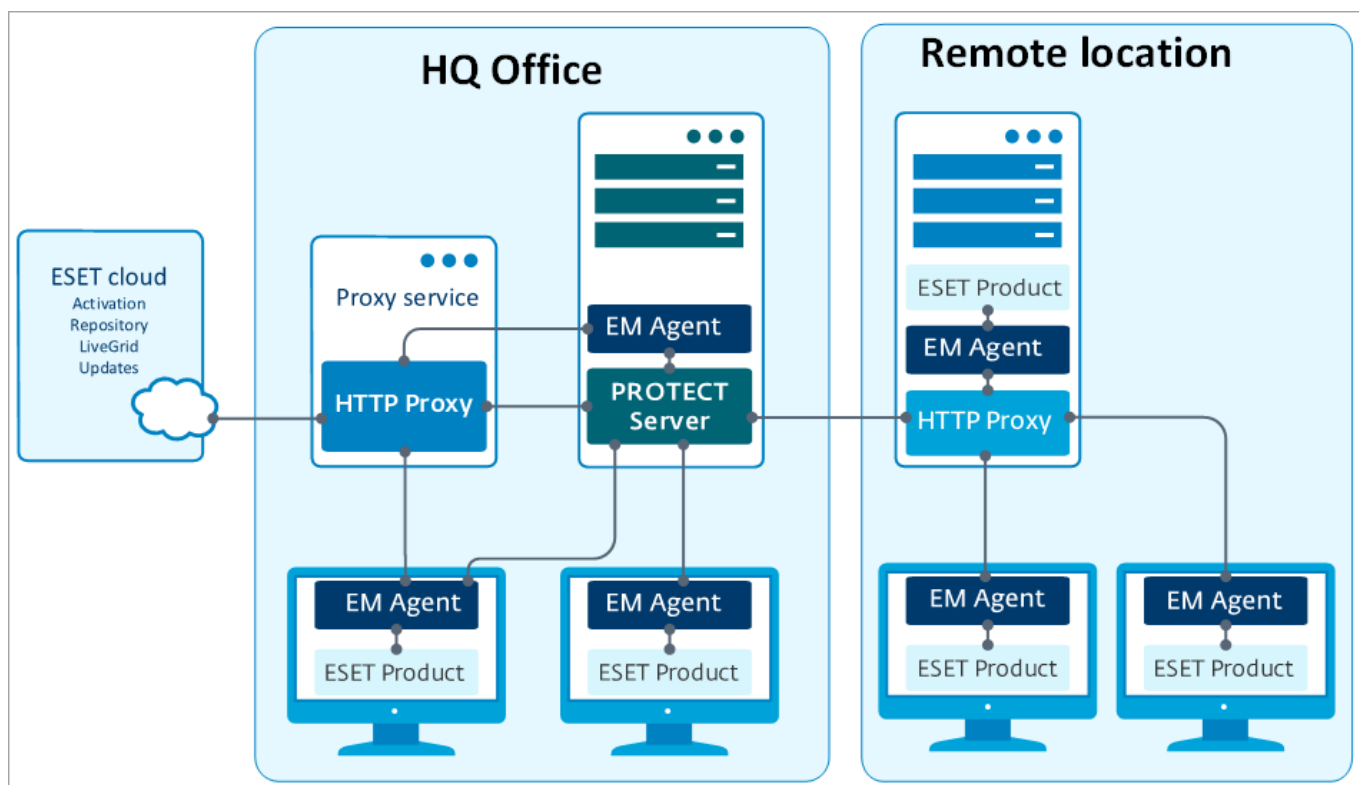 HQ Office
Remote location
ESET cloud
Activation
Repository
LiveGrid
Updates
Proxy service
HTTP Proxy
EM Agent
PROTECT
Server
ESET Product
EM Agent
HTTP Proxy
EM Agent
ESET Product
EM Agent
ESET Product
EM Agent
ESET Product
EM Agent
ESET Product